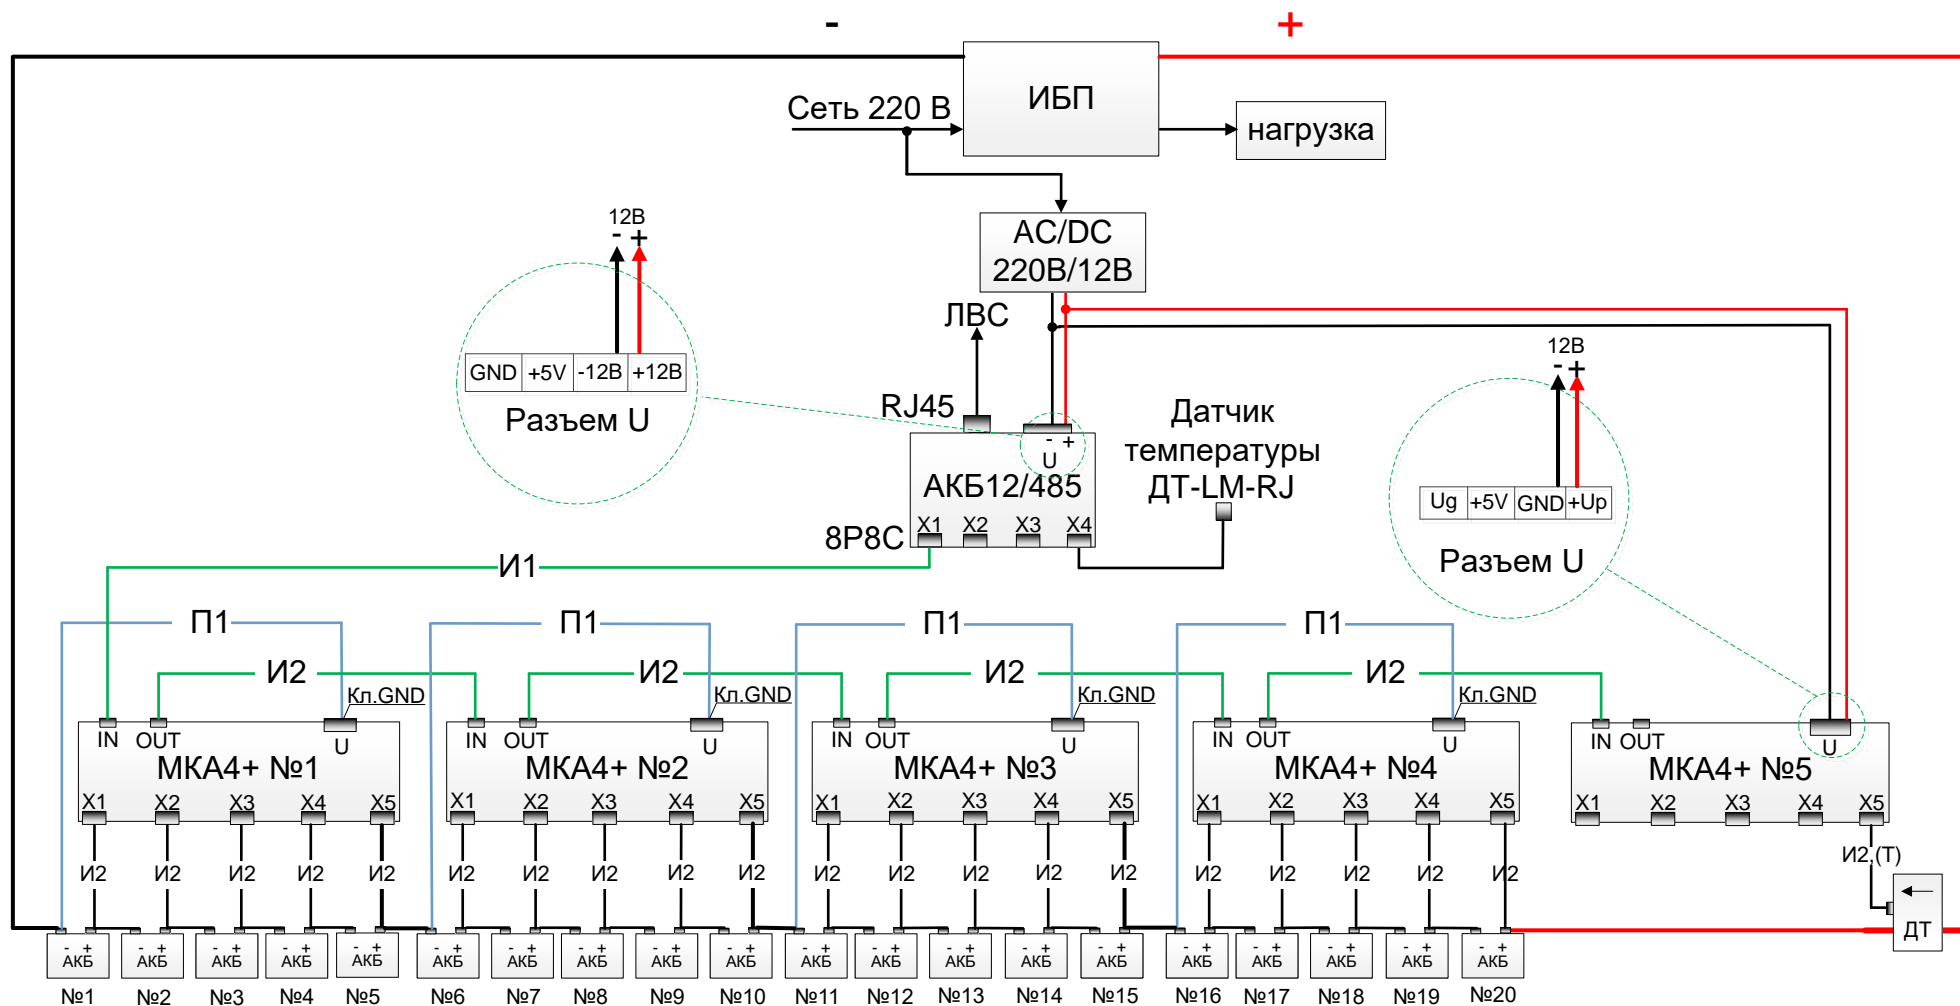 -
+
ИБП
Сеть 220 В
нагрузка
AC/DC
220В/12В
12В
- +
GND +5V -12В +12В
Разъем U
ЛВС
RJ45
- +
U
АКБ12/485
X1 X2 X3 X4
8P8C
Датчик
температуры
ДТ-LM-RJ
12В
- +
Ug +5V GND +Up
Разъем U
И1
П1 П1 П1 П1
И2 И2 И2 И2
Кл.GND Кл.GND Кл.GND Кл.GND
IN OUT U IN OUT U IN OUT U IN OUT U IN OUT U
МКА4+ №1 МКА4+ №2 МКА4+ №3 МКА4+ №4 МКА4+ №5
X1 X2 X3 X4 X5 X1 X2 X3 X4 X5 X1 X2 X3 X4 X5 X1 X2 X3 X4 X5 X1 X2 X3 X4 X5
И2 И2 И2 И2 И2 И2 И2 И2 И2 И2 И2 И2 И2 И2 И2 И2 И2 И2 И2 И2 И2 (Т)
ДТ
- + - + - + - + - + - + - + - + - + - + - + - + - + - + - + - + - + - + - + - +
АКБ АКБ АКБ АКБ АКБ АКБ АКБ АКБ АКБ АКБ АКБ АКБ АКБ АКБ АКБ АКБ АКБ АКБ АКБ АКБ
№1 №2 №3 №4 №5 №6 №7 №8 №9 №10 №11 №12 №13 №14 №15 №16 №17 №18 №19 №20